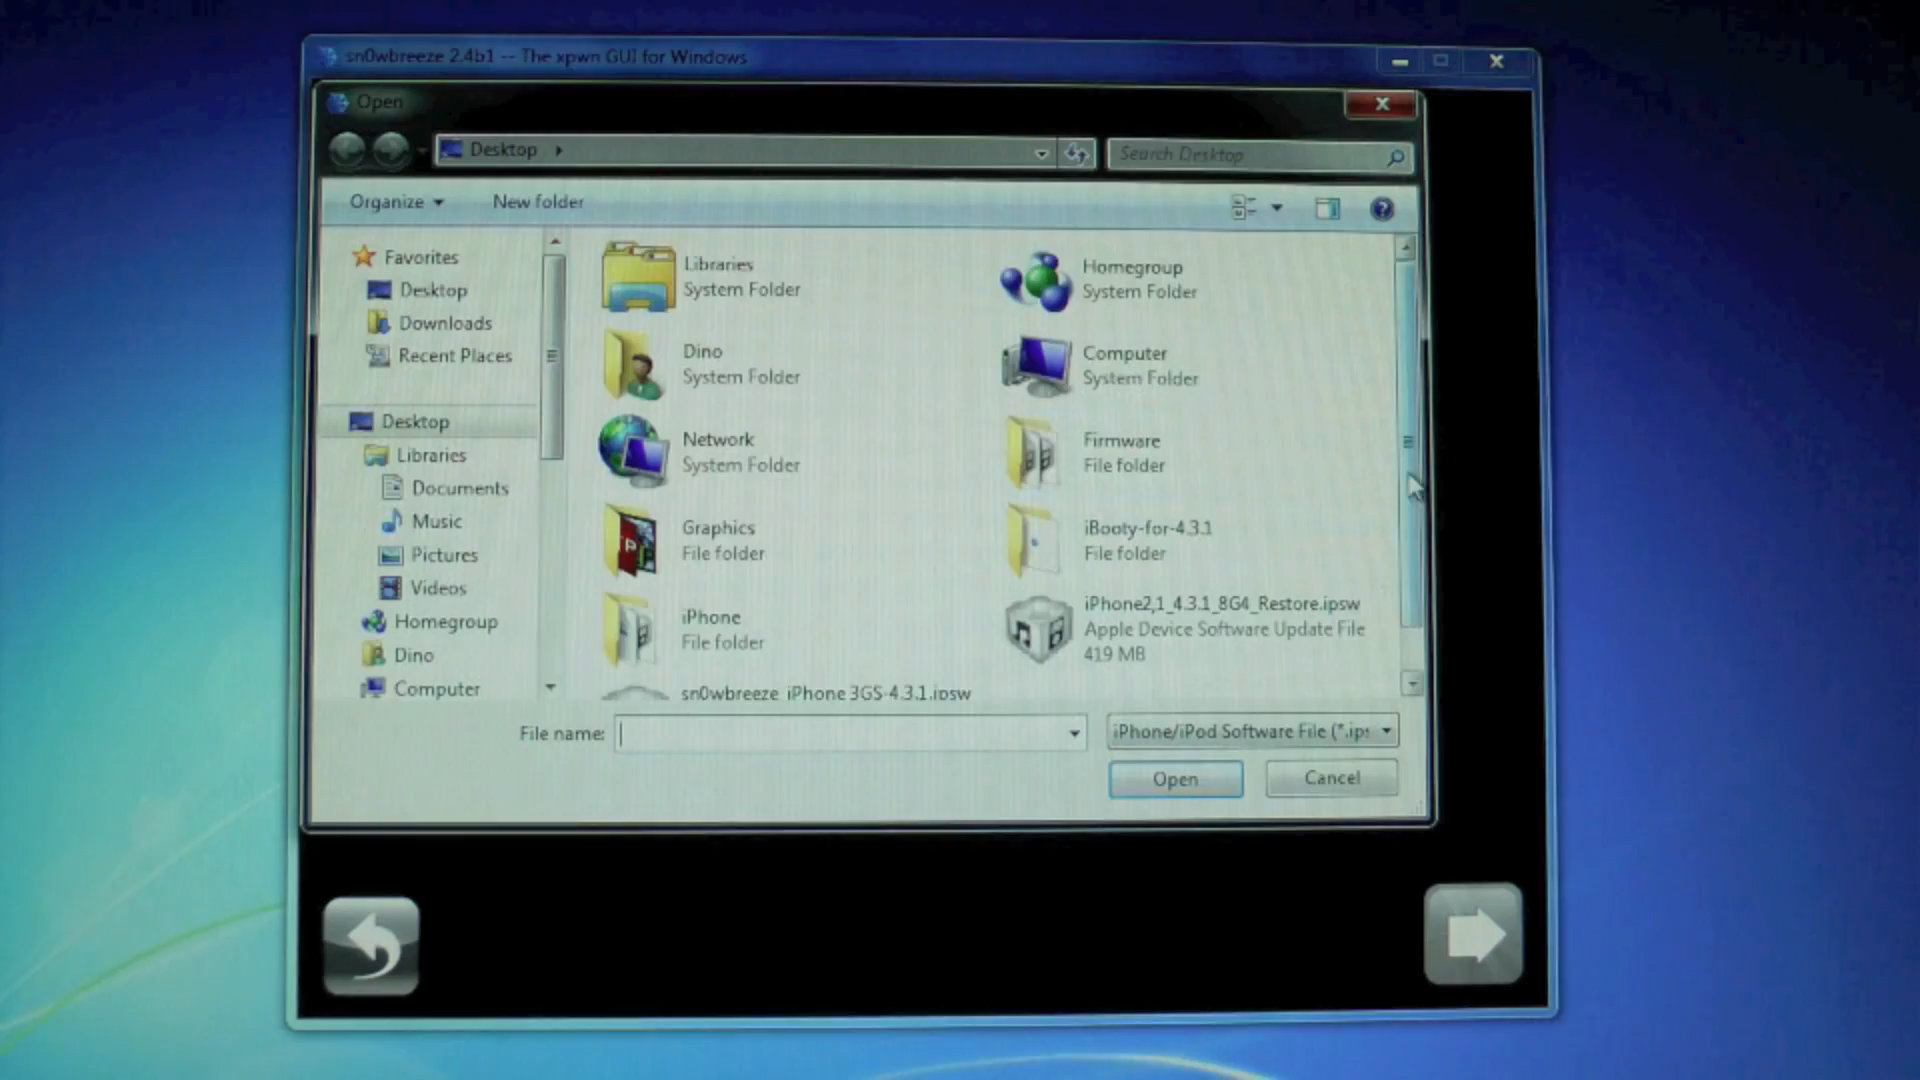 sn0wbreeze 2.4b1 -- The xpwn GUI for Windows
Open
Desktop
Search Desktop
Organize
New folder
Favorites
Desktop
Downloads
Recent Places
Desktop
Libraries
Documents
Music
Pictures
Videos
Homegroup
Dino
Computer
Libraries
System Folder
Homegroup
System Folder
Dino
System Folder
Computer
System Folder
Network
System Folder
Firmware
File folder
Graphics
File folder
iBooty-for-4.3.1
File folder
iPhone
File folder
iPhone2,1_4.3.1_8G4_Restore.ipsw
Apple Device Software Update File
419 MB
sn0wbreeze_iPhone 3GS-4.3.1.ipsw
File name:
iPhone/iPod Software File (*.ips
Open
Cancel